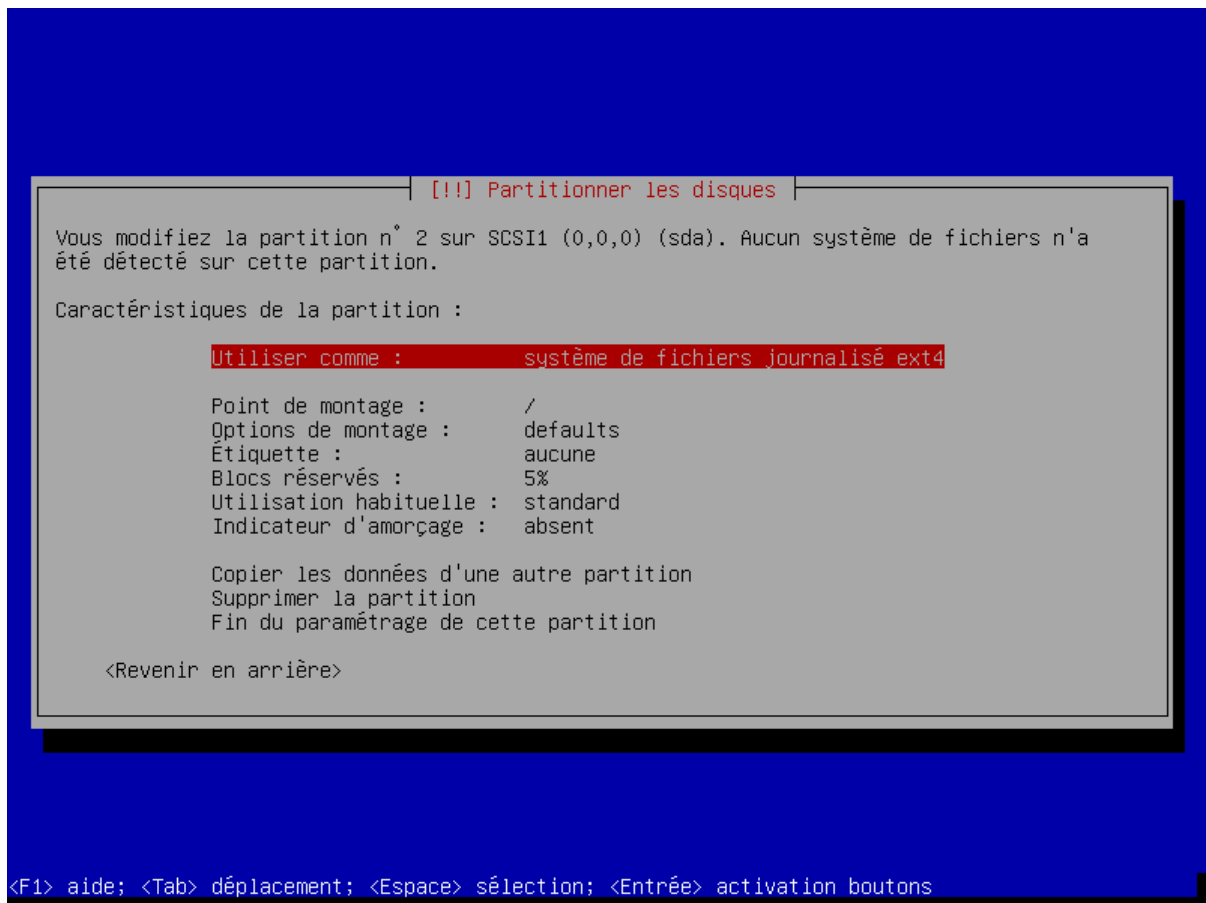 [!!] Partitionner les disques
Vous modifiez la partition n° 2 sur SCSI1 (0,0,0) (sda). Aucun système de fichiers n'a
été détecté sur cette partition.
Caractéristiques de la partition :
Utiliser comme : système de fichiers journalisé ext4
Point de montage : /
Options de montage : defaults
Étiquette : aucune
Blocs réservés : 5%
Utilisation habituelle : standard
Indicateur d'amorçage : absent
Copier les données d'une autre partition
Supprimer la partition
Fin du paramétrage de cette partition
<Revenir en arrière>
<F1> aide; <Tab> déplacement; <Espace> sélection; <Entrée> activation boutons